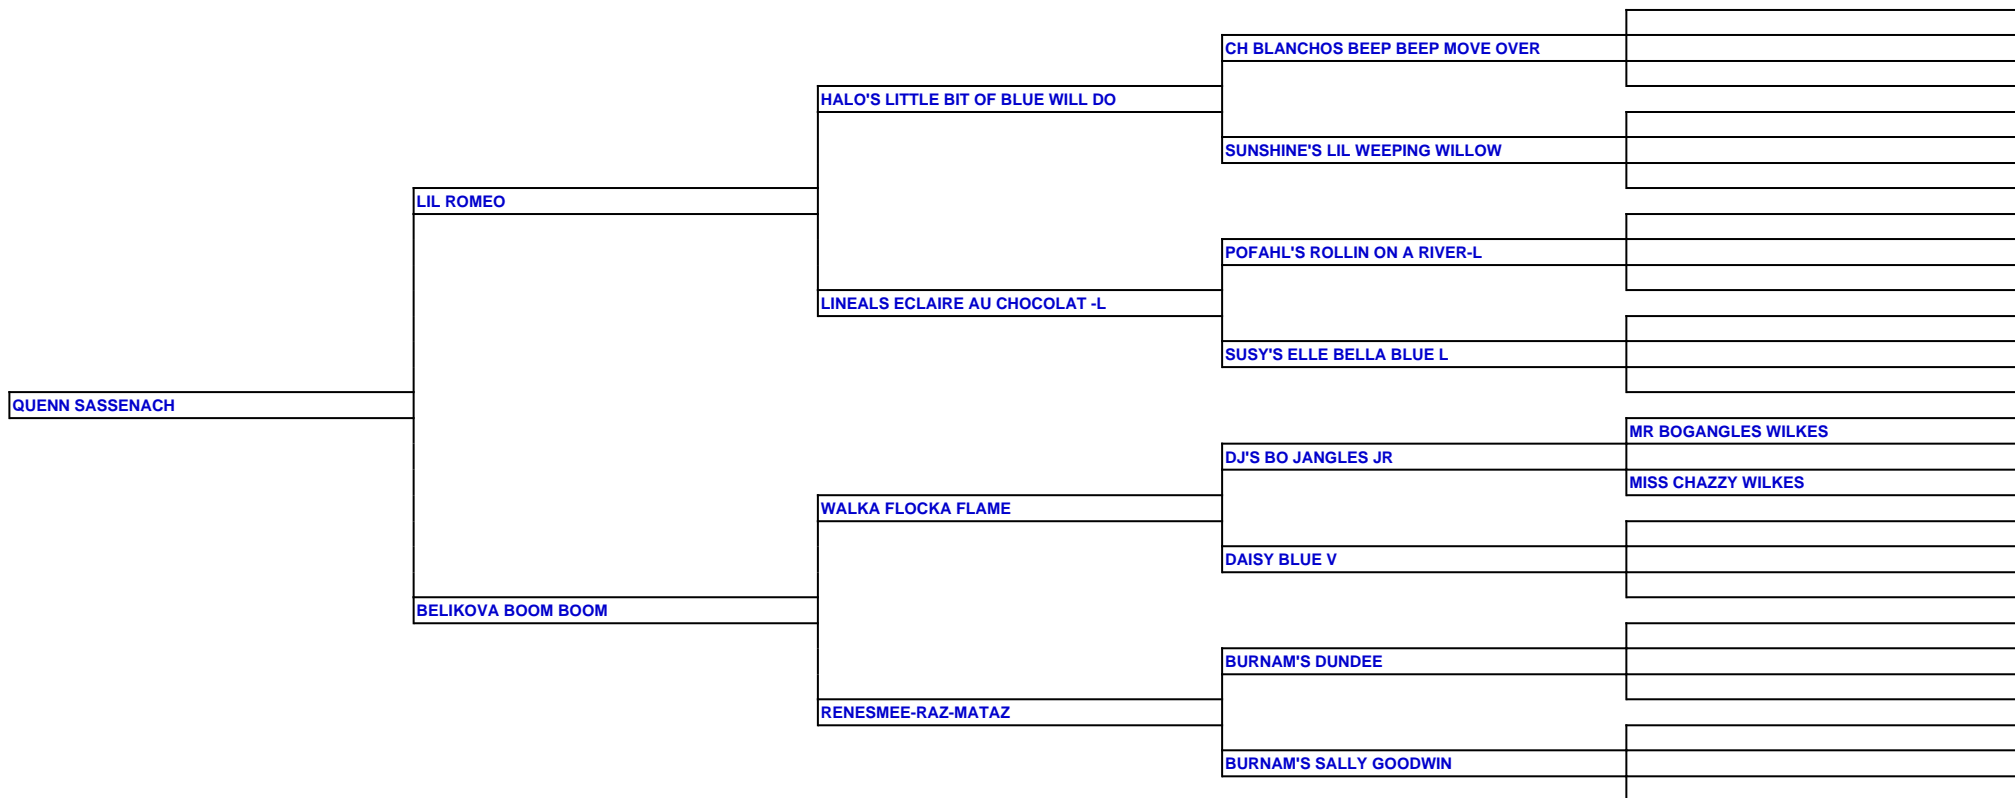 CH BLANCHOS BEEP BEEP MOVE OVER
HALO'S LITTLE BIT OF BLUE WILL DO
SUNSHINE'S LIL WEEPING WILLOW
LIL ROMEO
POFAHL'S ROLLIN ON A RIVER-L
LINEALS ECLAIRE AU CHOCOLAT -L
SUSY'S ELLE BELLA BLUE L
QUENN SASSENACH
MR BOGANGLES WILKES
DJ'S BO JANGLES JR
MISS CHAZZY WILKES
WALKA FLOCKA FLAME
DAISY BLUE V
BELIKOVA BOOM BOOM
BURNAM'S DUNDEE
RENESMEE-RAZ-MATAZ
BURNAM'S SALLY GOODWIN